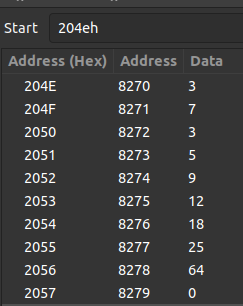 Start 204eh
Address (Hex) Address Data
204E 8270 3
204F 8271 7
2050 8272 3
2051 8273 5
2052 8274 9
2053 8275 12
2054 8276 18
2055 8277 25
2056 8278 64
2057 8279 0